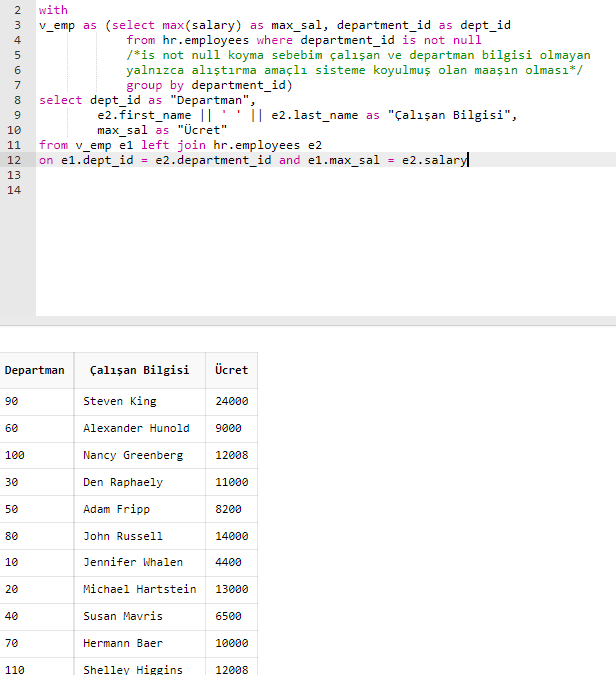 2 with
3 v_emp as (select max(salary) as max_sal, department_id as dept_id
4 from hr.employees where department_id is not null
5 /*is not null koyma sebebim çalışan ve departman bilgisi olmayan
6 yalnızca alıştırma amaçlı sisteme koyulmuş olan maaşın olması*/
7 group by department_id)
8 select dept_id as "Departman",
9 e2.first_name || ' ' || e2.last_name as "Çalışan Bilgisi",
10 max_sal as "Ücret"
11 from v_emp e1 left join hr.employees e2
12 on e1.dept_id = e2.department_id and e1.max_sal = e2.salary
13
14
Departman Çalışan Bilgisi Ücret
90 Steven King 24000
60 Alexander Hunold 9000
100 Nancy Greenberg 12008
30 Den Raphaely 11000
50 Adam Fripp 8200
80 John Russell 14000
10 Jennifer Whalen 4400
20 Michael Hartstein 13000
40 Susan Mavris 6500
70 Hermann Baer 10000
110 Shelley Higgins 12008